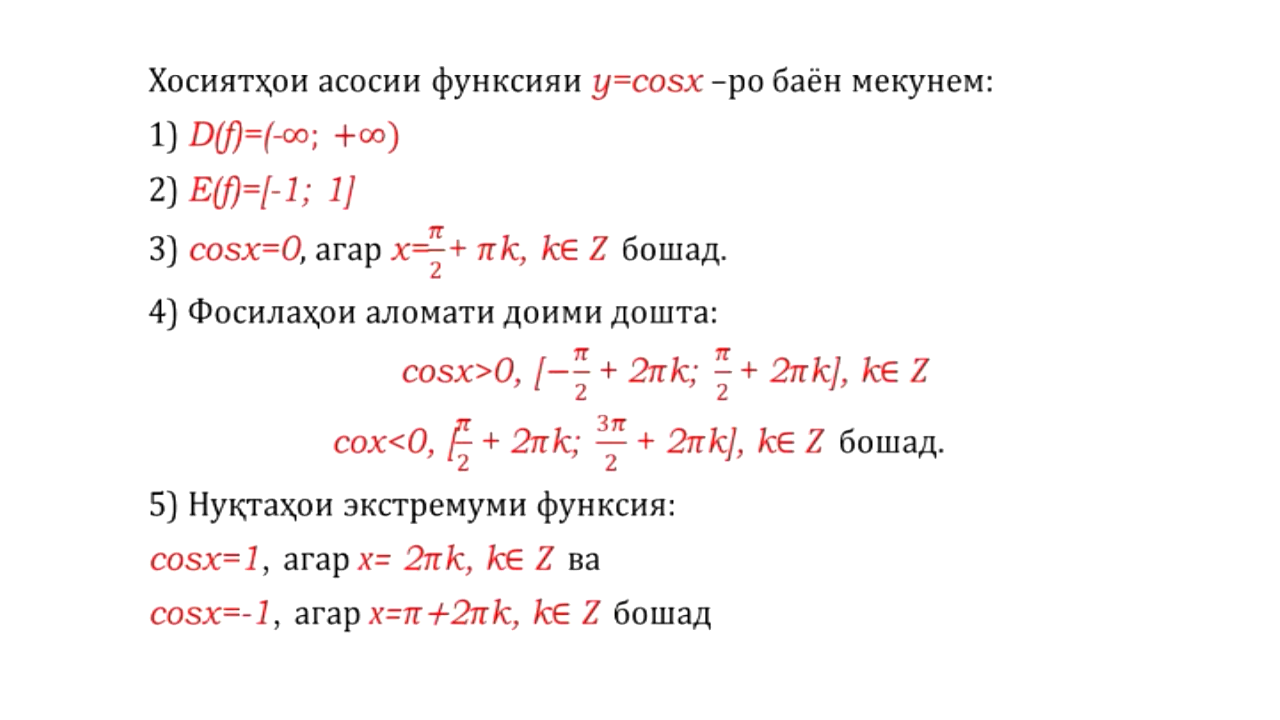 Хосиятҳои асосии функсияи y=cosx –ро баён мекунем:
1) D(f)=(-∞; +∞)
2) E(f)=[-1; 1]
3) cosx=0, агар x=π/2+ πk, k∈ Z бошад.
4) Фосилаҳои аломати доими дошта:
cosx>0, [−π/2 + 2πk; π/2 + 2πk], k∈ Z
cox<0, [π/2 + 2πk; 3π/2 + 2πk], k∈ Z бошад.
5) Нуқтаҳои экстремуми функсия:
cosx=1, агар x= 2πk, k∈ Z ва
cosx=-1, агар x=π+2πk, k∈ Z бошад